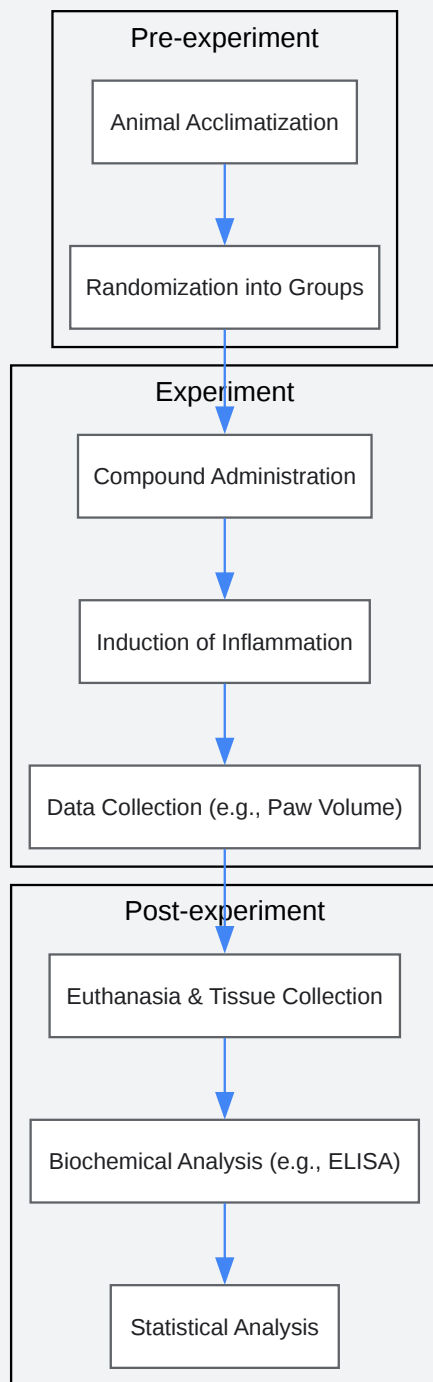 Pre-experiment
Animal Acclimatization
Randomization into Groups
Experiment
Compound Administration
Induction of Inflammation
Data Collection (e.g., Paw Volume)
Post-experiment
Euthanasia & Tissue Collection
Biochemical Analysis (e.g., ELISA)
Statistical Analysis